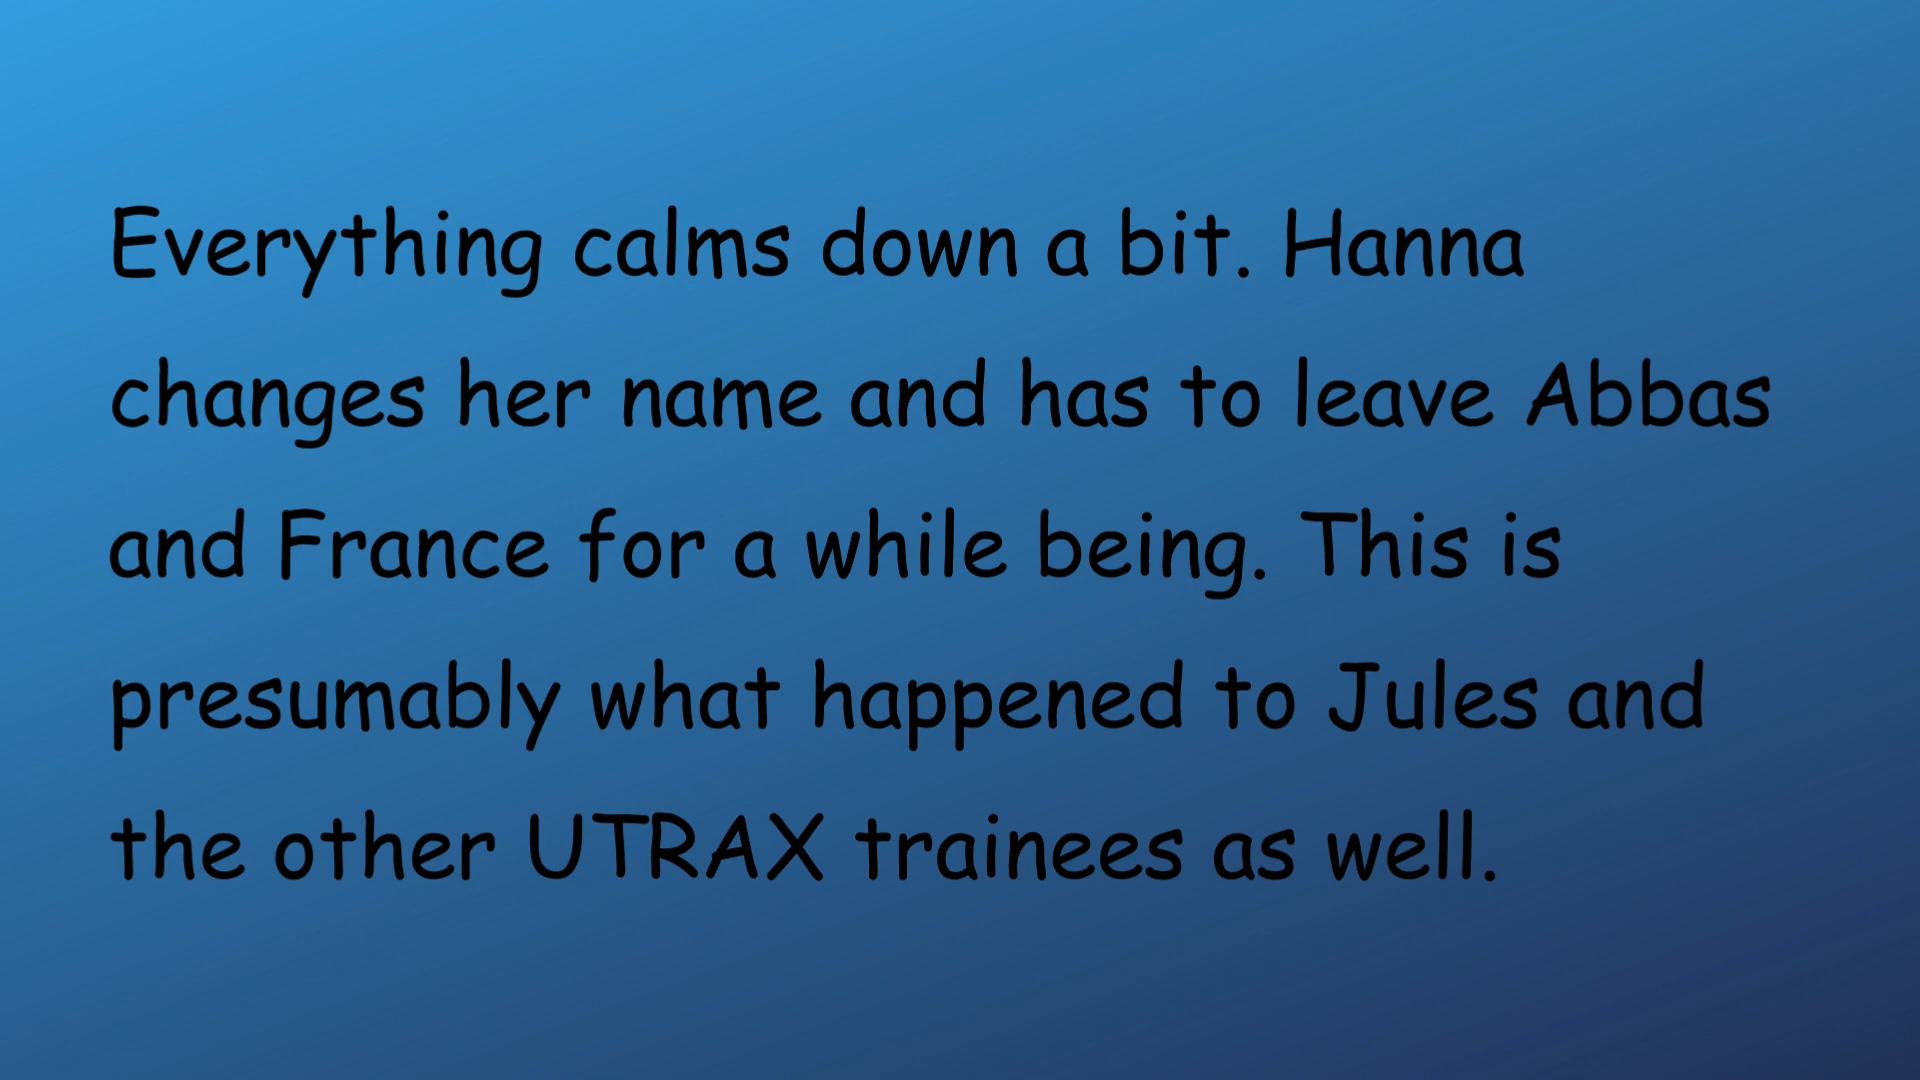 Everything calms down a bit. Hanna
changes her name and has to leave Abbas
and France for a while being. This is
presumably what happened to Jules and
the other UTRAX trainees as well.